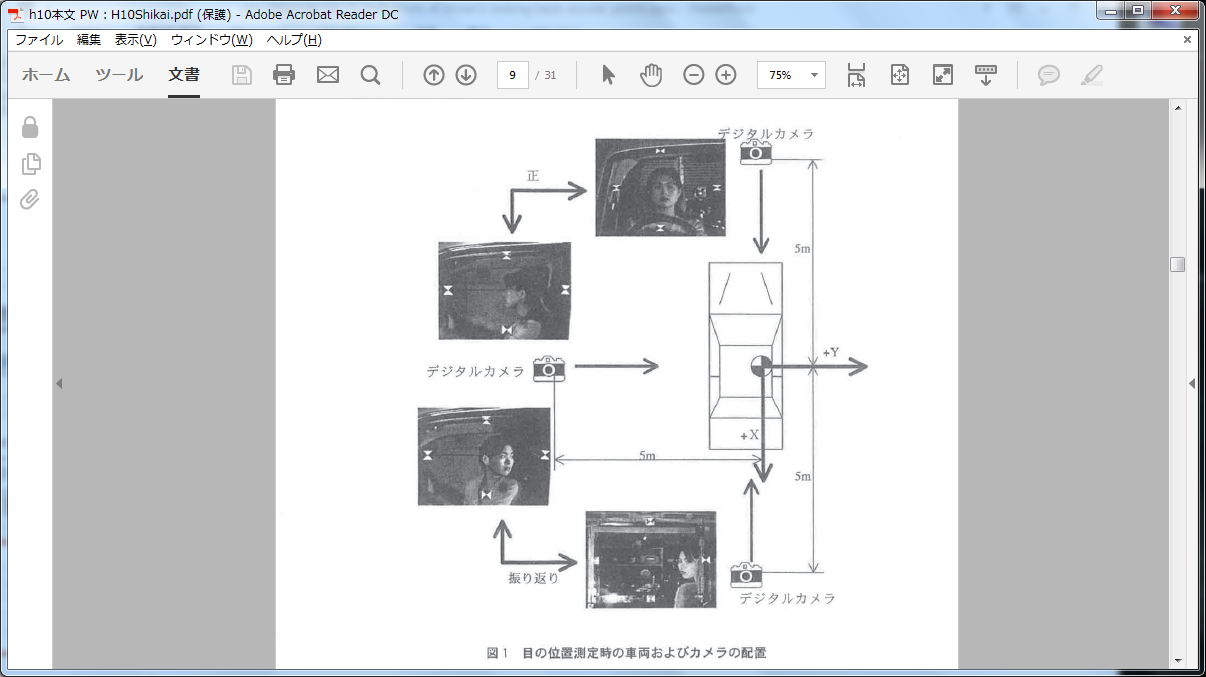 h10本文 PW：H10Shikai.pdf (保護) - Adobe Acrobat Reader DC
ファイル 編集 表示(V) ウィンドウ(W) ヘルプ(H)
ホーム ツール 文書 9 / 31 75%
デジタルカメラ
正
5m
+Y
デジタルカメラ
+X
5m
5m
振り返り
デジタルカメラ
図1 目の位置測定時の車両およびカメラの配置